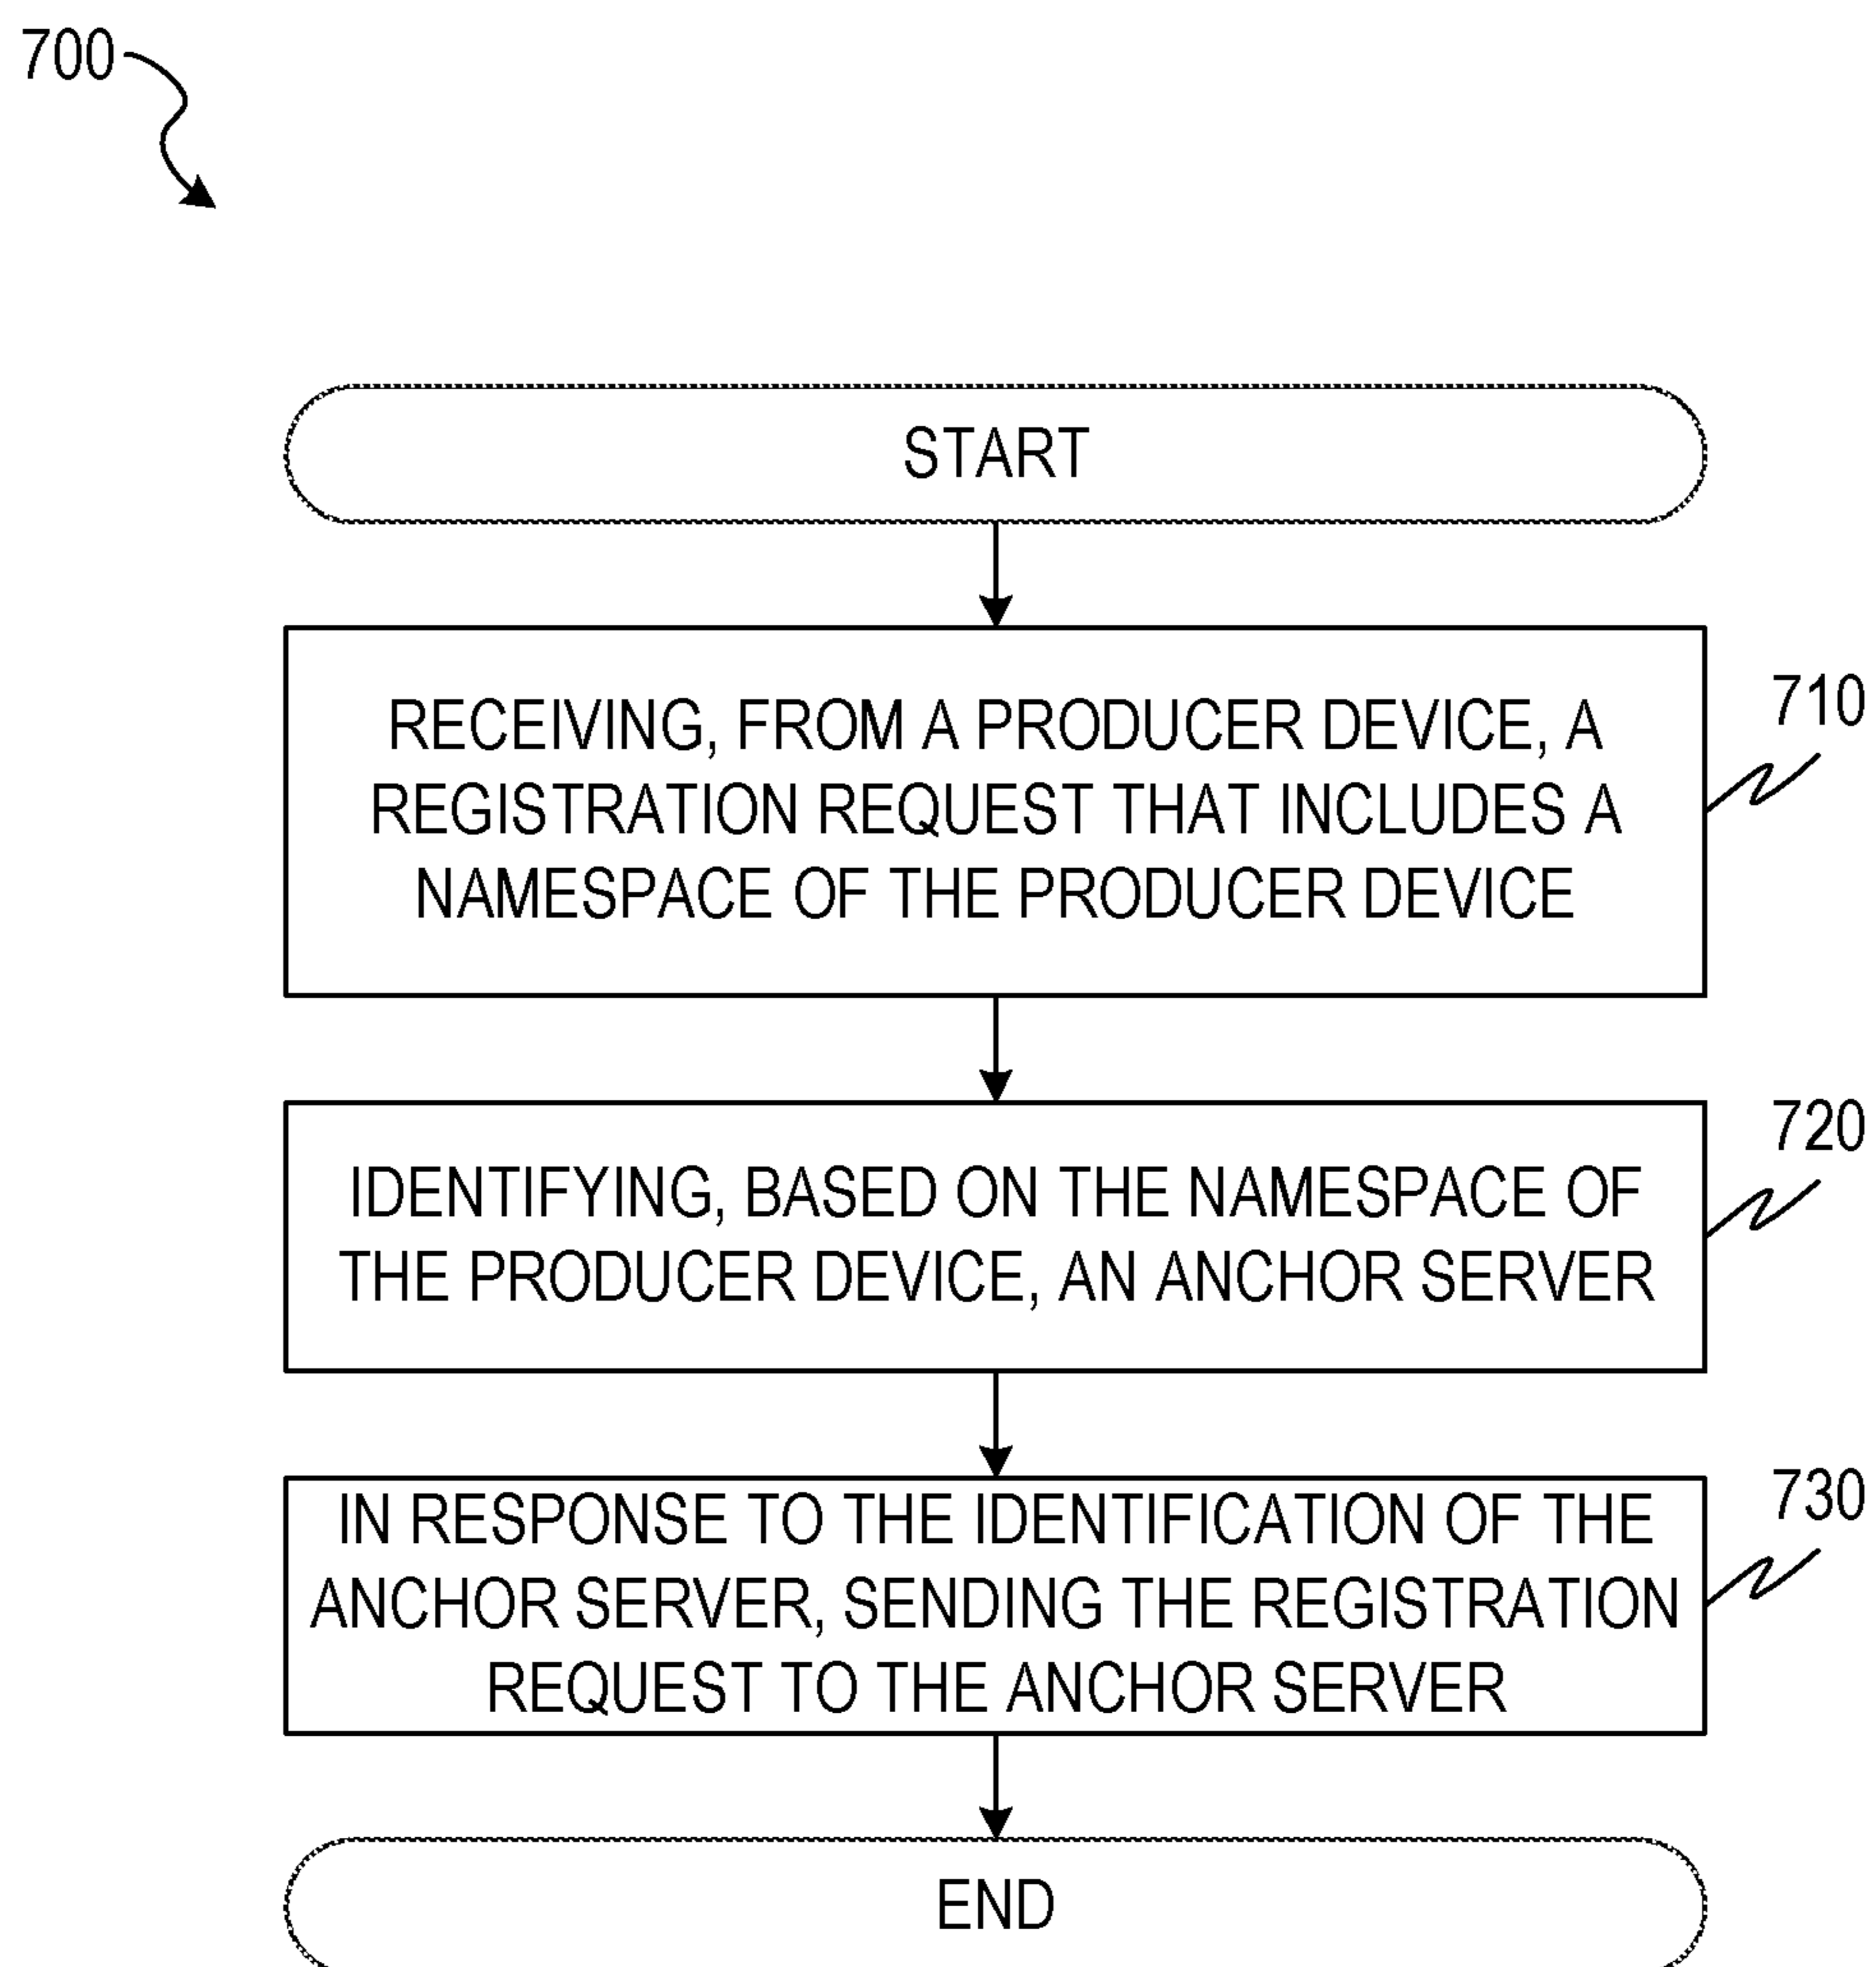 700
START
RECEIVING, FROM A PRODUCER DEVICE, A
REGISTRATION REQUEST THAT INCLUDES A
NAMESPACE OF THE PRODUCER DEVICE
710
IDENTIFYING, BASED ON THE NAMESPACE OF
THE PRODUCER DEVICE, AN ANCHOR SERVER
720
IN RESPONSE TO THE IDENTIFICATION OF THE
ANCHOR SERVER, SENDING THE REGISTRATION
REQUEST TO THE ANCHOR SERVER
730
END